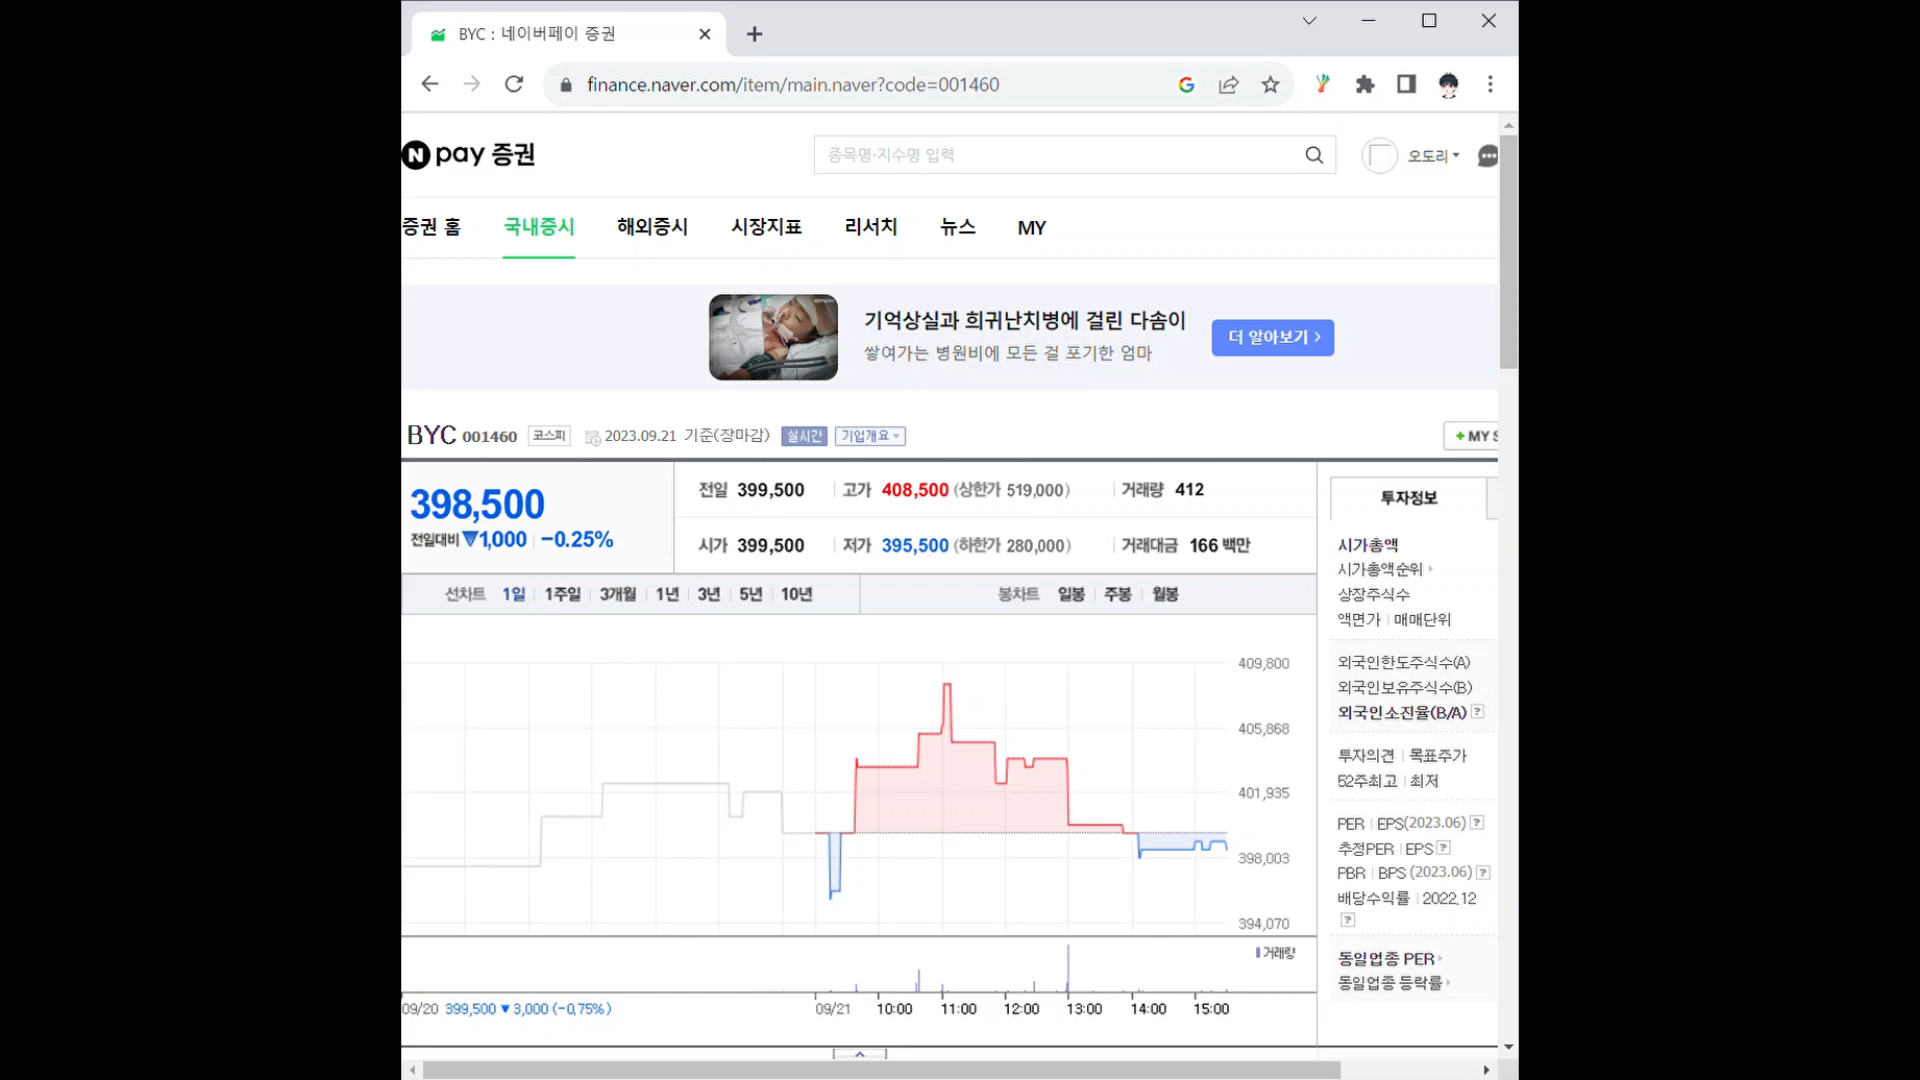 BYC : 네이버페이 증권
finance.naver.com/item/main.naver?code=001460
N pay 증권
종목명·지수명 입력
오도리
증권 홈 국내증시 해외증시 시장지표 리서치 뉴스 MY
기억상실과 희귀난치병에 걸린 다솜이
쌓여가는 병원비에 모든 걸 포기한 엄마
더 알아보기
BYC 001460 코스피 2023.09.21 기준(장마감) 실시간 기업개요
+ MY S
398,500
전일대비 ▼1,000 −0.25%
전일 399,500 고가 408,500 (상한가 519,000) 거래량 412
시가 399,500 저가 395,500 (하한가 280,000) 거래대금 166 백만
선차트 1일 1주일 3개월 1년 3년 5년 10년 봉차트 일봉 주봉 월봉
409,800
405,868
401,935
398,003
394,070
거래량
09/20 399,500 ▼ 3,000 (−0.75%)
09/21 10:00 11:00 12:00 13:00 14:00 15:00
투자정보
시가총액
시가총액순위
상장주식수
액면가 | 매매단위
외국인한도주식수(A)
외국인보유주식수(B)
외국인소진율(B/A) ?
투자의견 | 목표주가
52주최고 | 최저
PER | EPS(2023.06) ?
추정PER | EPS ?
PBR | BPS (2023.06) ?
배당수익률 | 2022.12
?
동일업종 PER
동일업종 등락률